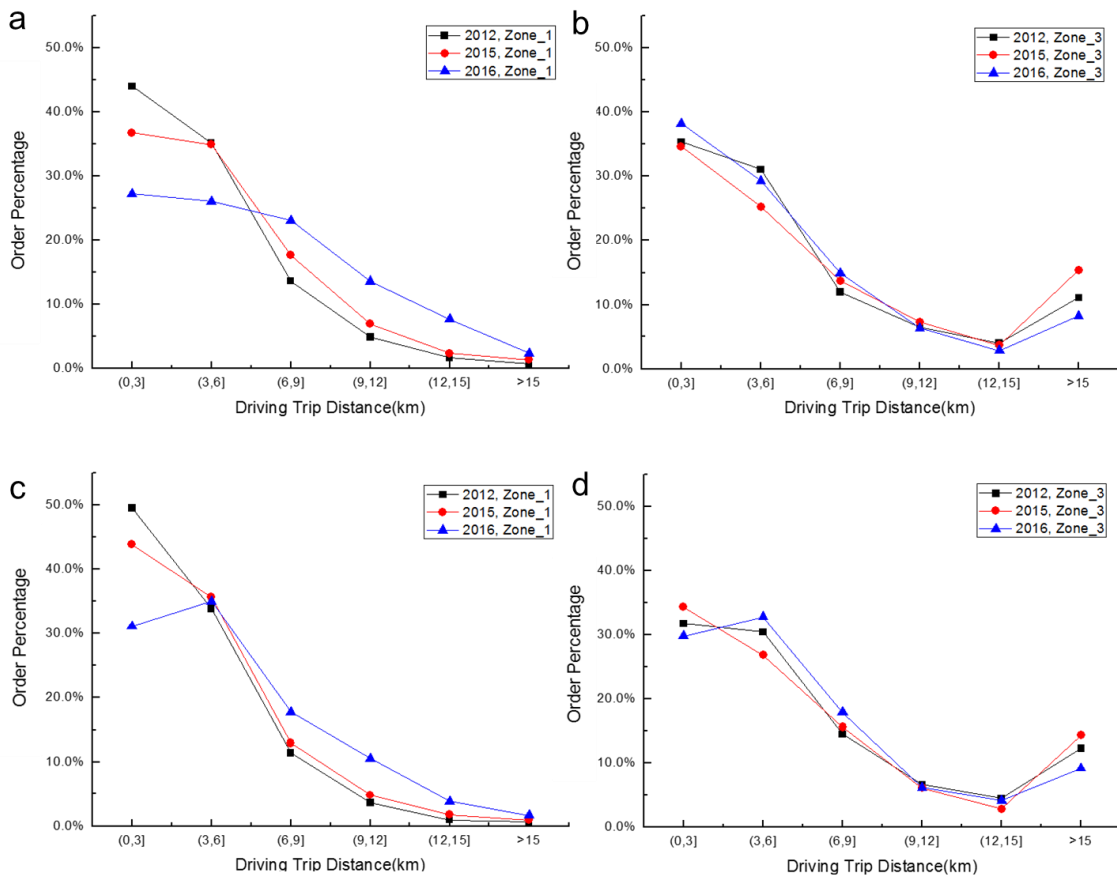 a
50.0%
40.0%
30.0%
20.0%
10.0%
0.0%
Order Percentage
2012, Zone_1
2015, Zone_1
2016, Zone_1
(0,3] (3,6] (6,9] (9,12] (12,15] >15
Driving Trip Distance(km)
b
50.0%
40.0%
30.0%
20.0%
10.0%
0.0%
Order Percentage
2012, Zone_3
2015, Zone_3
2016, Zone_3
(0,3] (3,6] (6,9] (9,12] (12,15] >15
Driving Trip Distance(km)
c
50.0%
40.0%
30.0%
20.0%
10.0%
0.0%
Order Percentage
2012, Zone_1
2015, Zone_1
2016, Zone_1
(0,3] (3,6] (6,9] (9,12] (12,15] >15
Driving Trip Distance(km)
d
50.0%
40.0%
30.0%
20.0%
10.0%
0.0%
Order Percentage
2012, Zone_3
2015, Zone_3
2016, Zone_3
(0,3] (3,6] (6,9] (9,12] (12,15] >15
Driving Trip Distance(km)